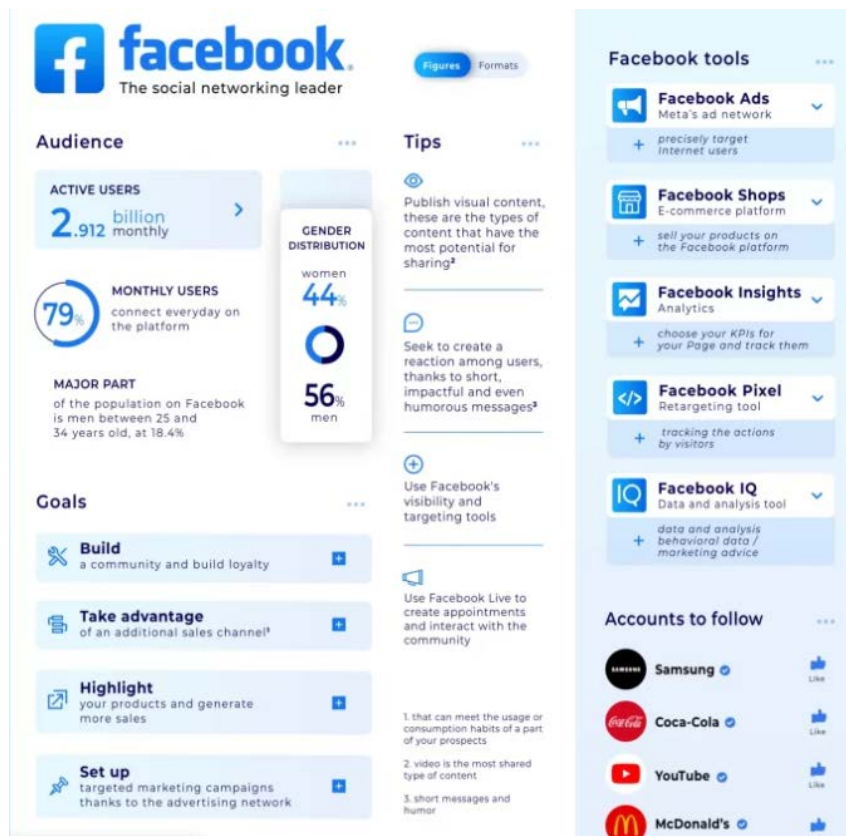 facebook.
The social networking leader
Figures
Formats
Audience
ACTIVE USERS
2.912 billion monthly
79%
MONTHLY USERS
connect everyday on
the platform
MAJOR PART
of the population on Facebook
is men between 25 and
34 years old, at 18.4%
GENDER
DISTRIBUTION
women
44%
56%
men
Goals
Build
a community and build loyalty
Take advantage
of an additional sales channel¹
Highlight
your products and generate
more sales
Set up
targeted marketing campaigns
thanks to the advertising network
Tips
Publish visual content,
these are the types of
content that have the
most potential for
sharing²
Seek to create a
reaction among users,
thanks to short,
impactful and even
humorous messages³
Use Facebook's
visibility and
targeting tools
Use Facebook Live to
create appointments
and interact with the
community
1. that can meet the usage or
consumption habits of a part
of your prospects
2. video is the most shared
type of content
3. short messages and
humor
Facebook tools
Facebook Ads
Meta's ad network
+ precisely target
Internet users
Facebook Shops
E-commerce platform
+ sell your products on
the Facebook platform
Facebook Insights
Analytics
+ choose your KPIs for
your Page and track them
</>
Facebook Pixel
Retargeting tool
+ tracking the actions
by visitors
IQ
Facebook IQ
Data and analysis tool
+ data and analysis
behavioral data /
marketing advice
Accounts to follow
SAMSUNG
Samsung
Like
Coca-Cola
Coca-Cola
Like
YouTube
Like
McDonald's